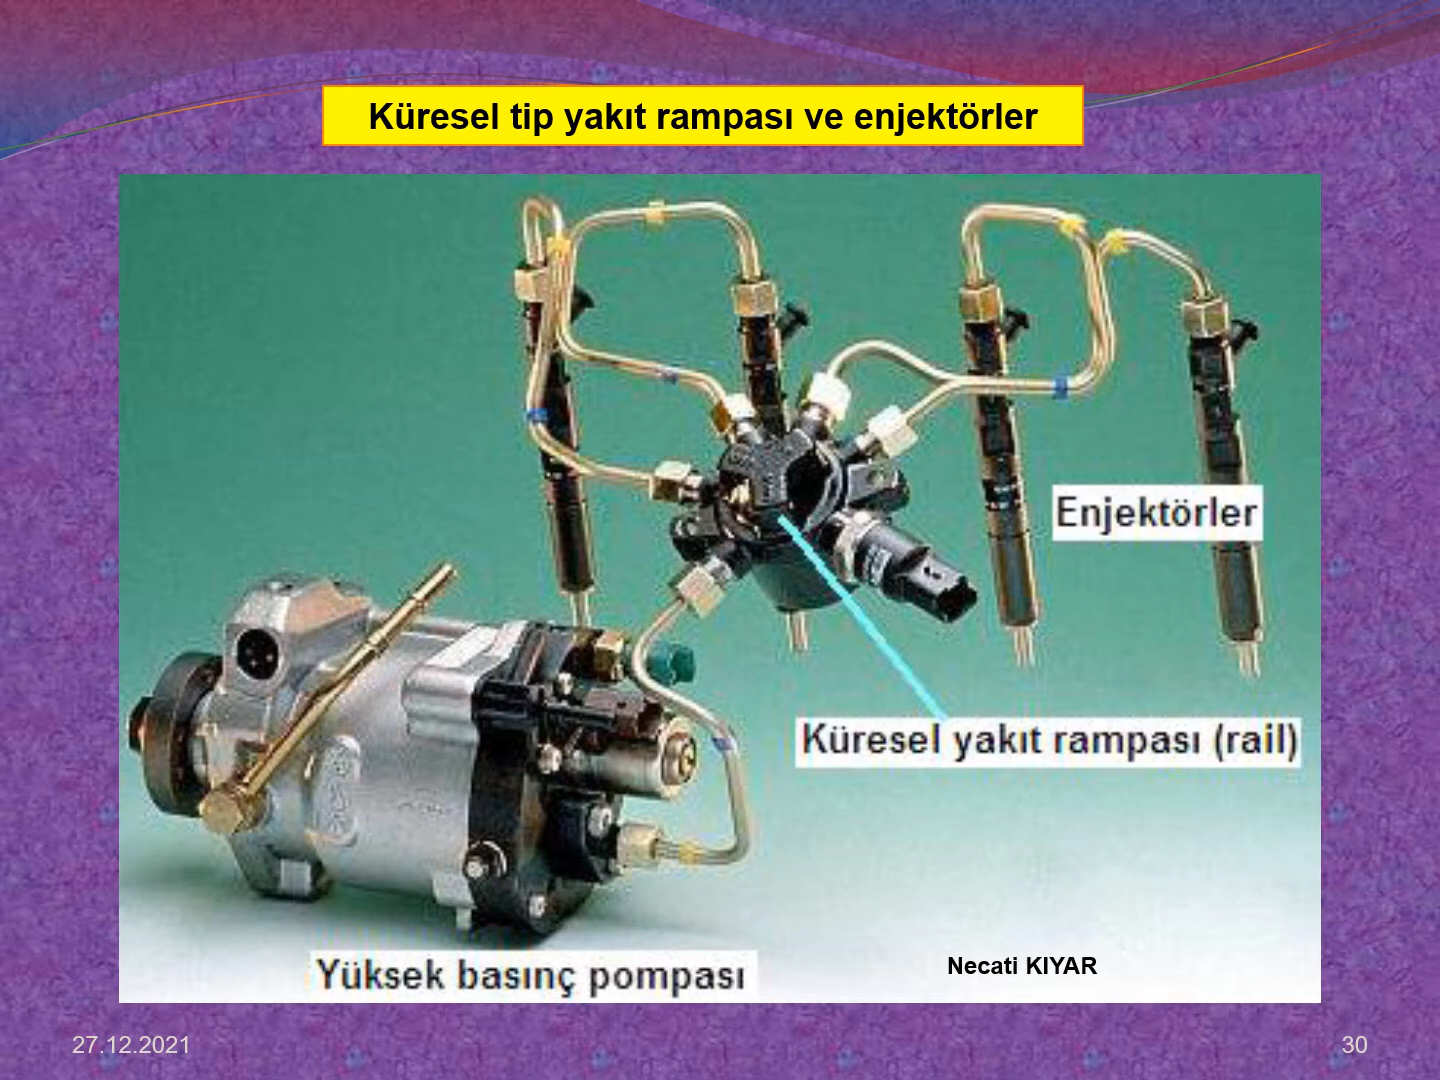 Küresel tip yakıt rampası ve enjektörler
Enjektörler
Küresel yakıt rampası (rail)
Yüksek basınç pompası
Necati KIYAR
27.12.2021
30